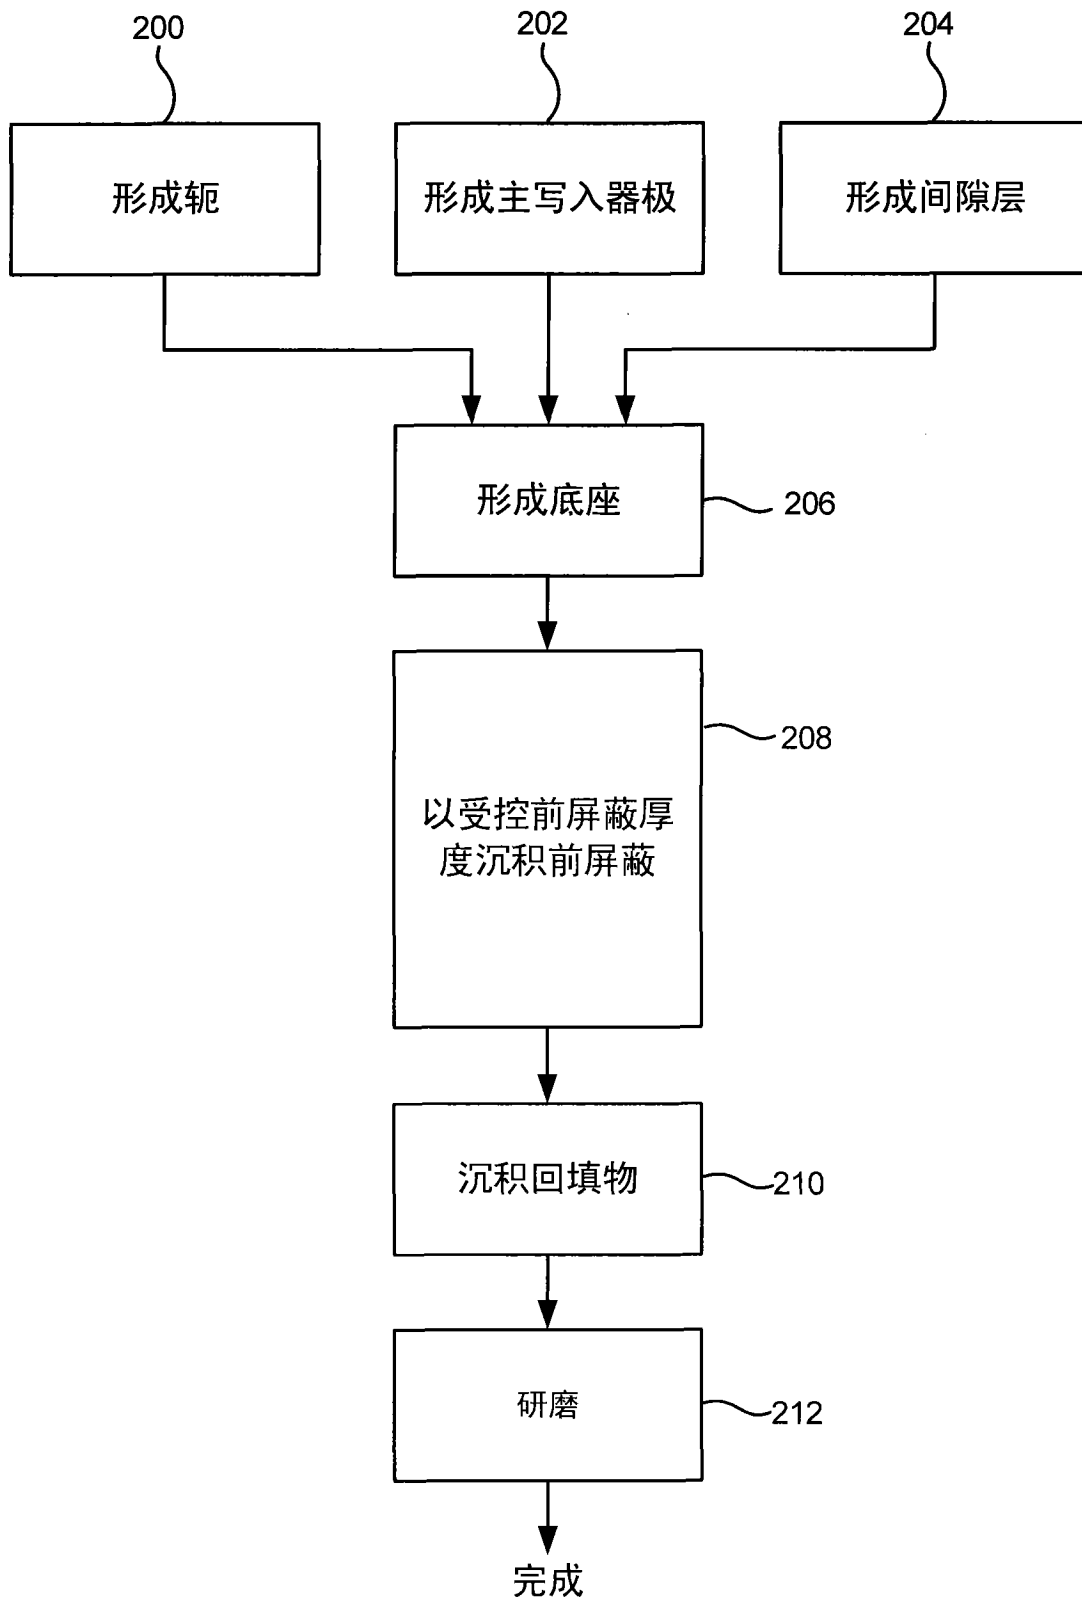 200
202
204
形成轭
形成主写入器极
形成间隙层
形成底座
206
208
以受控前屏蔽厚
度沉积前屏蔽
沉积回填物
210
研磨
212
完成